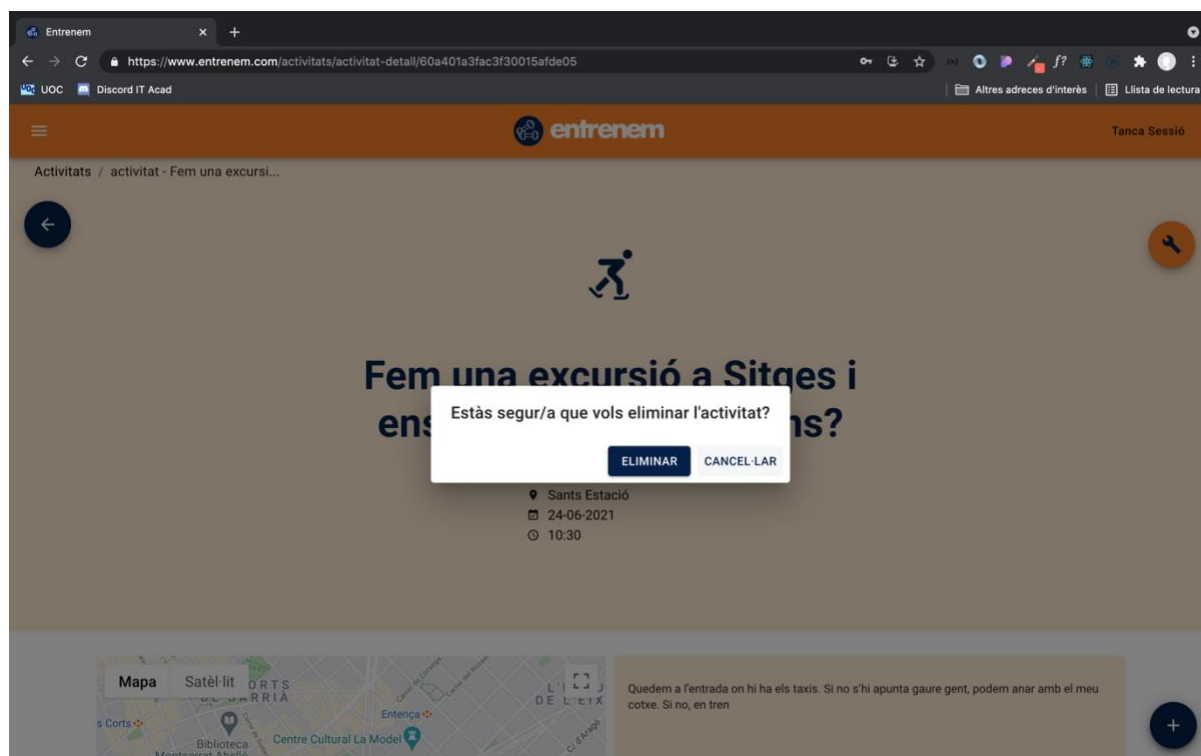 Entrenem
https://www.entrenem.com/activitats/activitat-detall/60a401a3fac3f30015afde05
UOC
Discord IT Acad
Altres adreces d'interès
Llista de lectura
entrenem
Tanca Sessió
Activitats / activitat - Fem una excursi...
Fem una excursió a Sitges i
Estàs segur/a que vols eliminar l'activitat?
ELIMINAR
CANCEL·LAR
Sants Estació
24-06-2021
10:30
Mapa
Satèl·lit
Quedem a l'entrada on hi ha els taxis. Si no s'hi apunta gaure gent, podem anar amb el meu
cotxe. Si no, en tren
s Corts
Entença
Biblioteca
Centre Cultural La Model
C/ d'Aragó